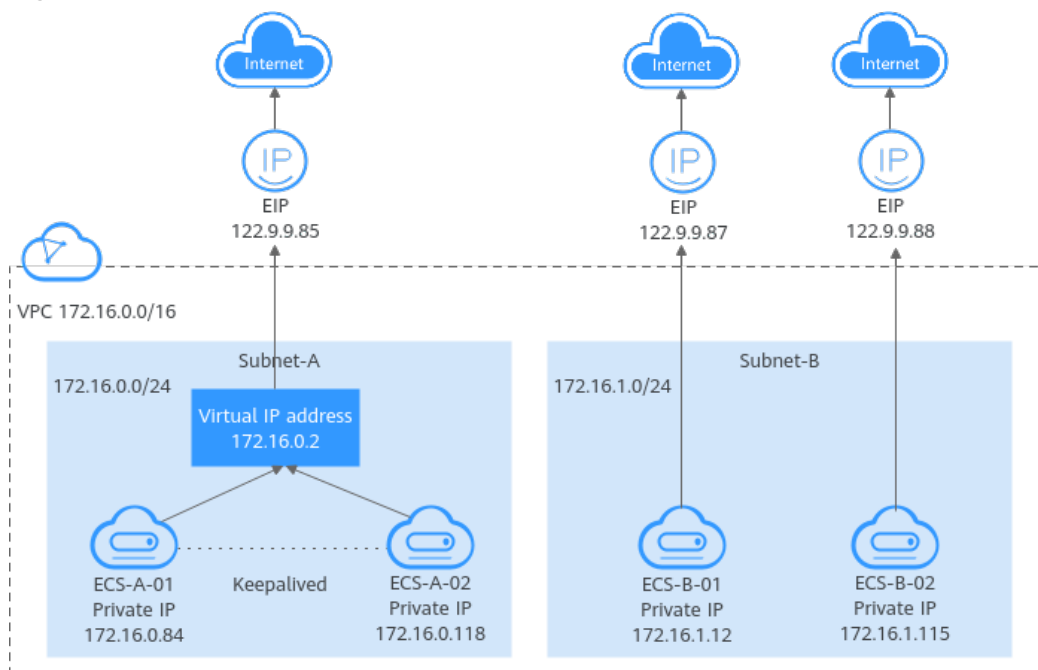 Internet
Internet
Internet
IP
IP
IP
EIP
122.9.9.85
EIP
122.9.9.87
EIP
122.9.9.88
VPC 172.16.0.0/16
Subnet-A
172.16.0.0/24
Virtual IP address
172.16.0.2
ECS-A-01
Private IP
172.16.0.84
Keepalived
ECS-A-02
Private IP
172.16.0.118
Subnet-B
172.16.1.0/24
ECS-B-01
Private IP
172.16.1.12
ECS-B-02
Private IP
172.16.1.115